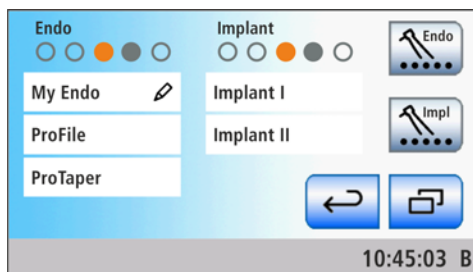 Endo
Implant
Endo
My Endo
Implant I
ProFile
Implant II
Impl
ProTaper
10:45:03 B